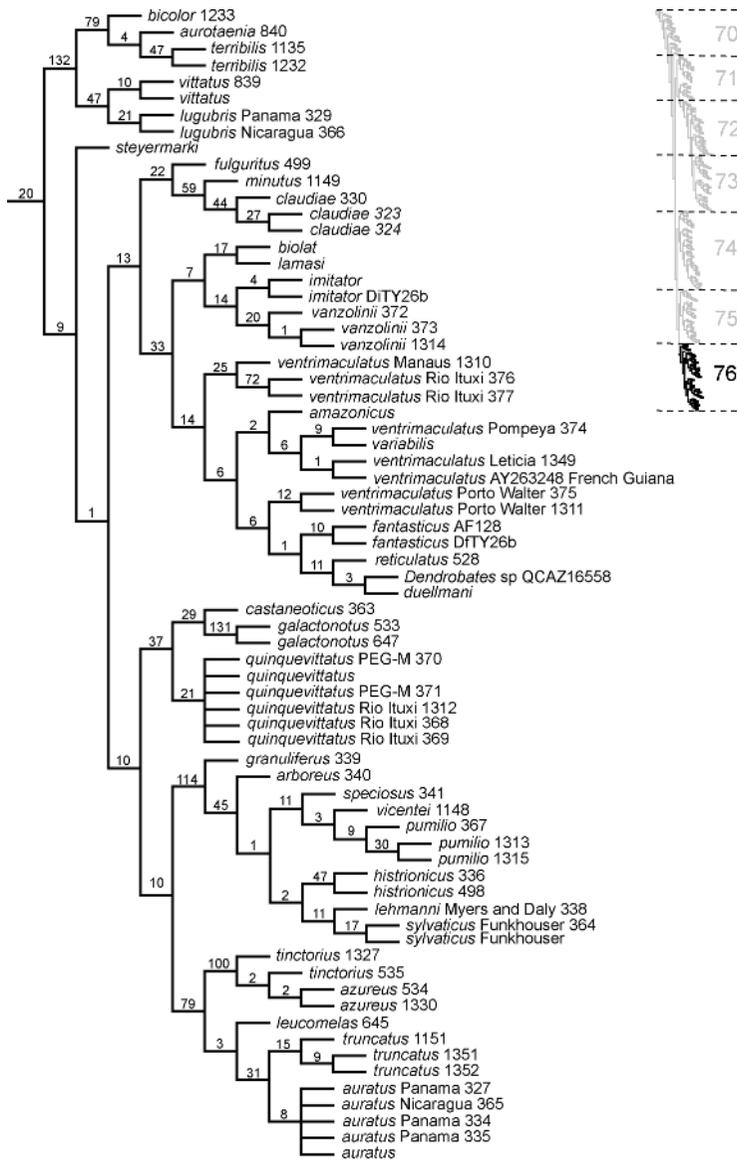 79 bicolor 1233 70
aurotaenia 840
4
47 terribilis 1135
132 terribilis 1232
10 vittatus 839 71
vittatus
47
21 lugubris Panama 329
lugubris Nicaragua 366 72
steyermarki
22 fulguritus 499
59 minutus 1149 73
20
44 claudiae 330
27 claudiae 323
claudiae 324
13
17 biolat 74
lamasi
7
4 imitator
14 imitator DiTY26b
20 vanzolinii 372 75
9
1 vanzolinii 373
33 vanzolinii 1314
25 ventrimaculatus Manaus 1310 76
72 ventrimaculatus Rio Ituxi 376
ventrimaculatus Rio Ituxi 377
14
2 amazonicus
9 ventrimaculatus Pompeya 374
6 variabilis
1 ventrimaculatus Leticia 1349
6 ventrimaculatus AY263248 French Guiana
12 ventrimaculatus Porto Walter 375
1 ventrimaculatus Porto Walter 1311
6 10 fantasticus AF128
1 fantasticus DfTY26b
11 reticulatus 528
3 Dendrobates sp QCAZ16558
duellmani
29 castaneoticus 363
131 galactonotus 533
37 galactonotus 647
quinquevittatus PEG-M 370
quinquevittatus
21 quinquevittatus PEG-M 371
quinquevittatus Rio Ituxi 1312
quinquevittatus Rio Ituxi 368
quinquevittatus Rio Ituxi 369
10
114 granuliferus 339
arboreus 340
45
11 speciosus 341
3 vicentei 1148
9 pumilio 367
30 pumilio 1313
1 pumilio 1315
47 histrionicus 336
2 histrionicus 498
10
11 lehmanni Myers and Daly 338
17 sylvaticus Funkhouser 364
sylvaticus Funkhouser
100 tinctorius 1327
2 tinctorius 535
2 azureus 534
79 azureus 1330
leucomelas 645
3
15 truncatus 1151
9 truncatus 1351
31 truncatus 1352
auratus Panama 327
auratus Nicaragua 365
8 auratus Panama 334
auratus Panama 335
auratus